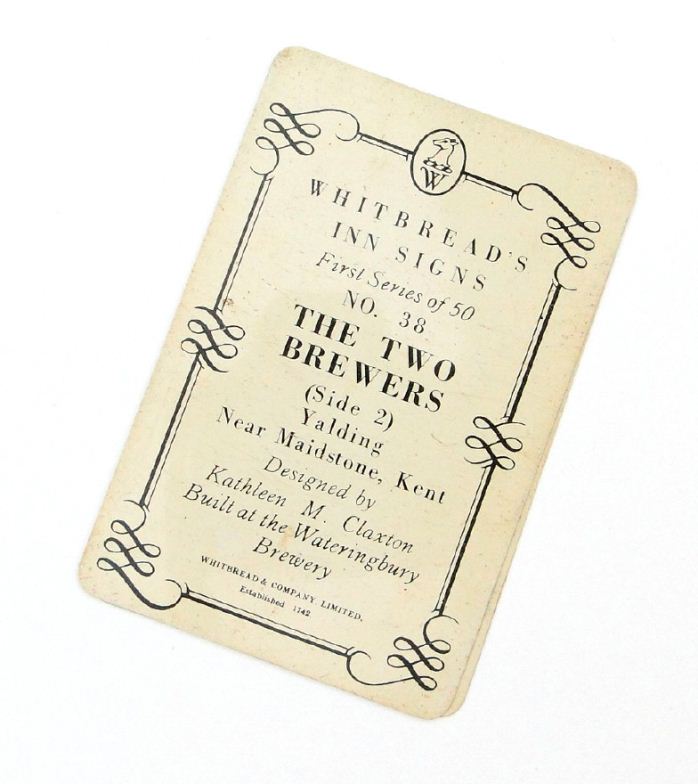 W
WHITBREAD'S
INN SIGNS
First Series of 50
NO. 38
THE TWO
BREWERS
(Side 2)
Yalding
Near Maidstone, Kent
Designed by
Kathleen M. Claxton
Built at the Wateringbury
Brewery
WHITBREAD & COMPANY, LIMITED.
Established 1742